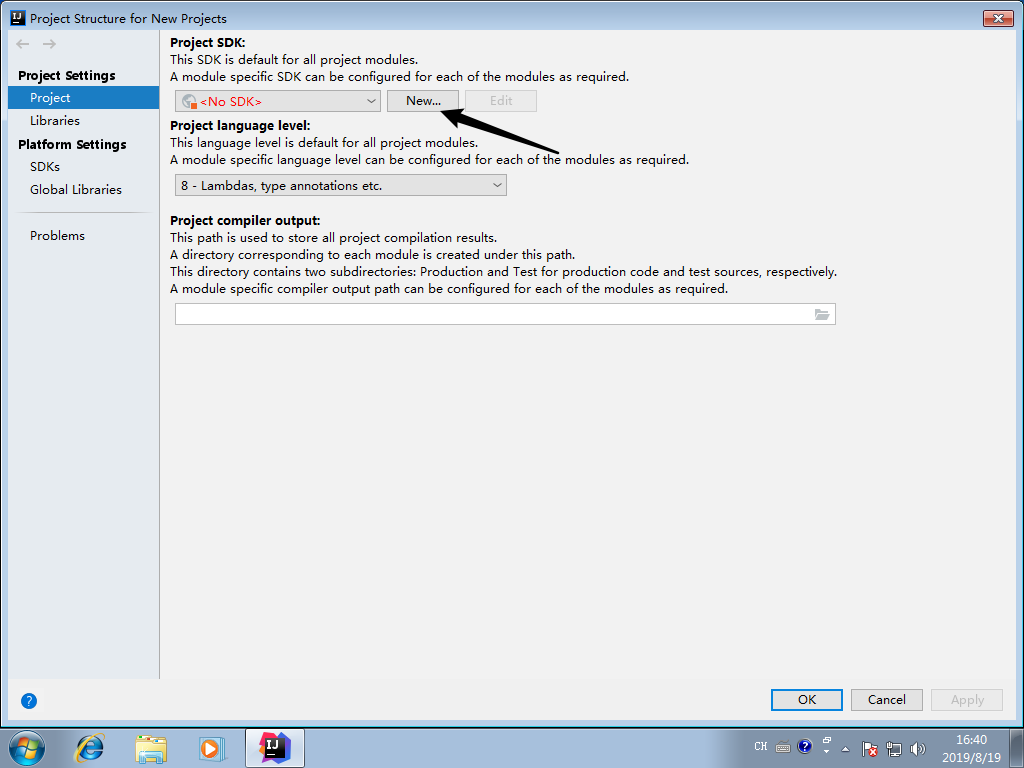 Project Structure for New Projects
Project Settings
Project
Libraries
Platform Settings
SDKs
Global Libraries
Problems
Project SDK:
This SDK is default for all project modules.
A module specific SDK can be configured for each of the modules as required.
<No SDK> New... Edit
Project language level:
This language level is default for all project modules.
A module specific language level can be configured for each of the modules as required.
8 - Lambdas, type annotations etc.
Project compiler output:
This path is used to store all project compilation results.
A directory corresponding to each module is created under this path.
This directory contains two subdirectories: Production and Test for production code and test sources, respectively.
A module specific compiler output path can be configured for each of the modules as required.
? OK Cancel Apply
IJ
CH ? 16:40
2019/8/19